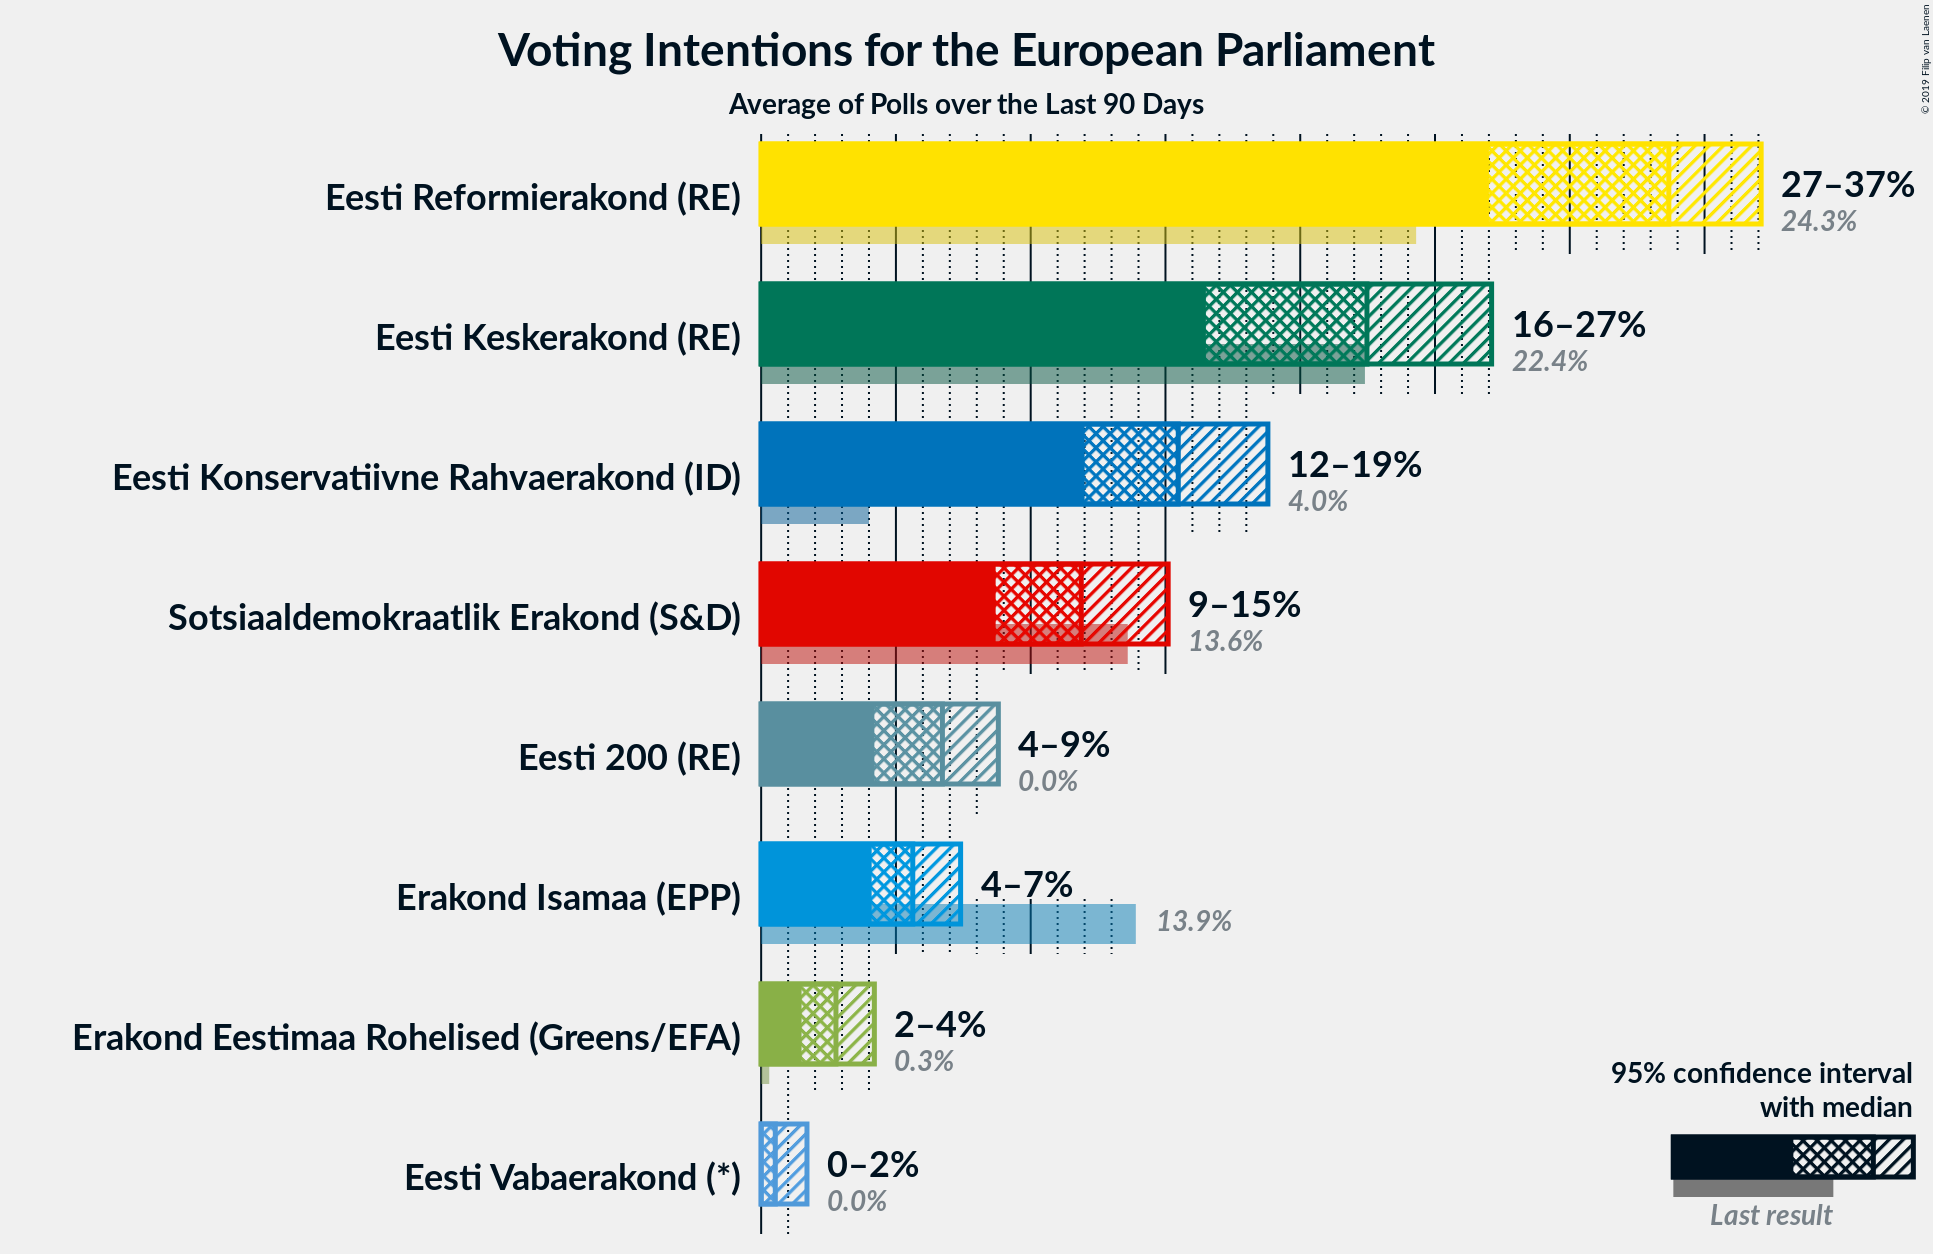 Voting Intentions for the European Parliament
Average of Polls over the Last 90 Days
© 2019 Filip van Laenen
Eesti Reformierakond (RE)
27–37%
24.3%
Eesti Keskerakond (RE)
16–27%
22.4%
Eesti Konservatiivne Rahvaerakond (ID)
12–19%
4.0%
Sotsiaaldemokraatlik Erakond (S&D)
9–15%
13.6%
Eesti 200 (RE)
4–9%
0.0%
Erakond Isamaa (EPP)
4–7%
13.9%
Erakond Eestimaa Rohelised (Greens/EFA)
2–4%
0.3%
Eesti Vabaerakond (*)
0–2%
0.0%
95% confidence interval
with median
Last result